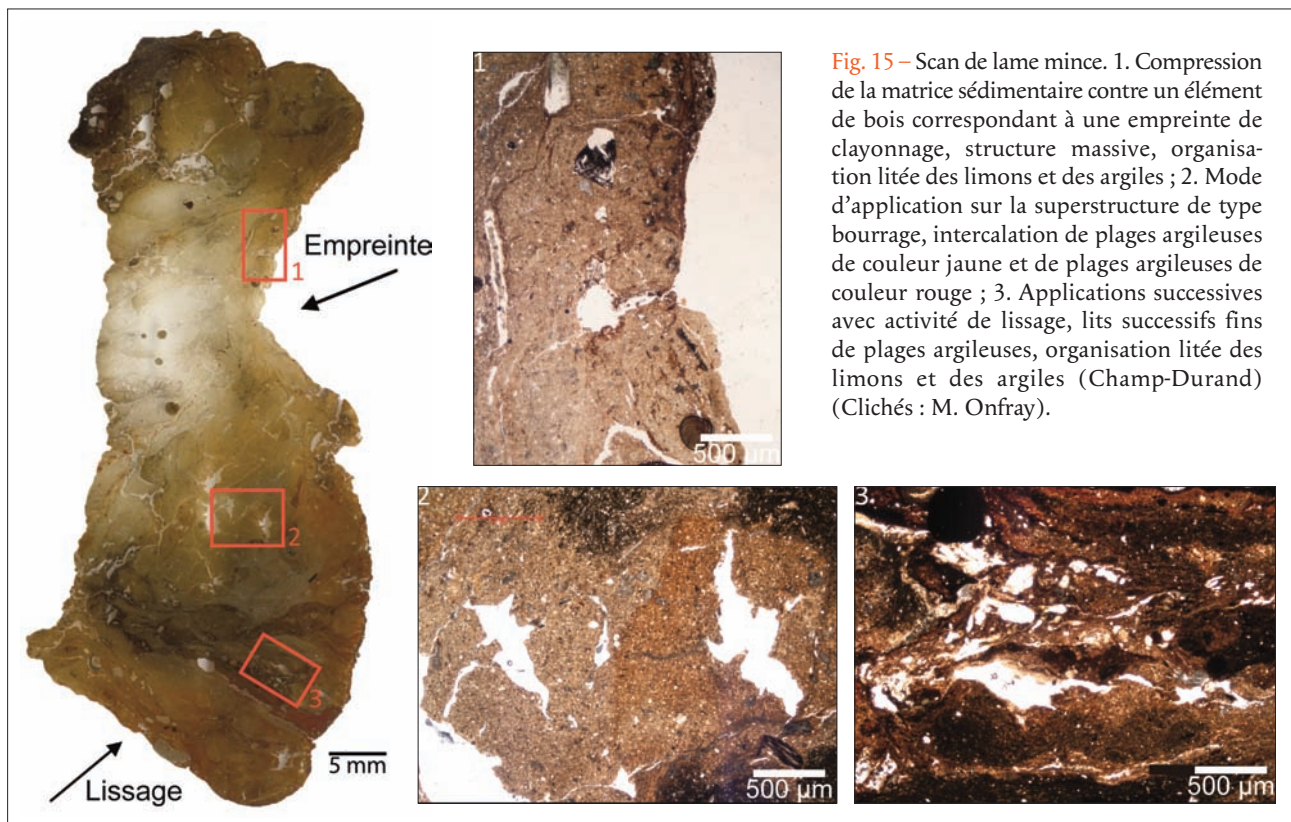 Empreinte
1
2
3
5 mm
Lissage
1
500 µm
2
500 µm
3
500 µm
Fig. 15 – Scan de lame mince. 1. Compression
de la matrice sédimentaire contre un élément
de bois correspondant à une empreinte de
clayonnage, structure massive, organisa-
tion litée des limons et des argiles ; 2. Mode
d’application sur la superstructure de type
bourrage, intercalation de plages argileuses
de couleur jaune et de plages argileuses de
couleur rouge ; 3. Applications successives
avec activité de lissage, lits successifs fins
de plages argileuses, organisation litée des
limons et des argiles (Champ-Durand)
(Clichés : M. Onfray).